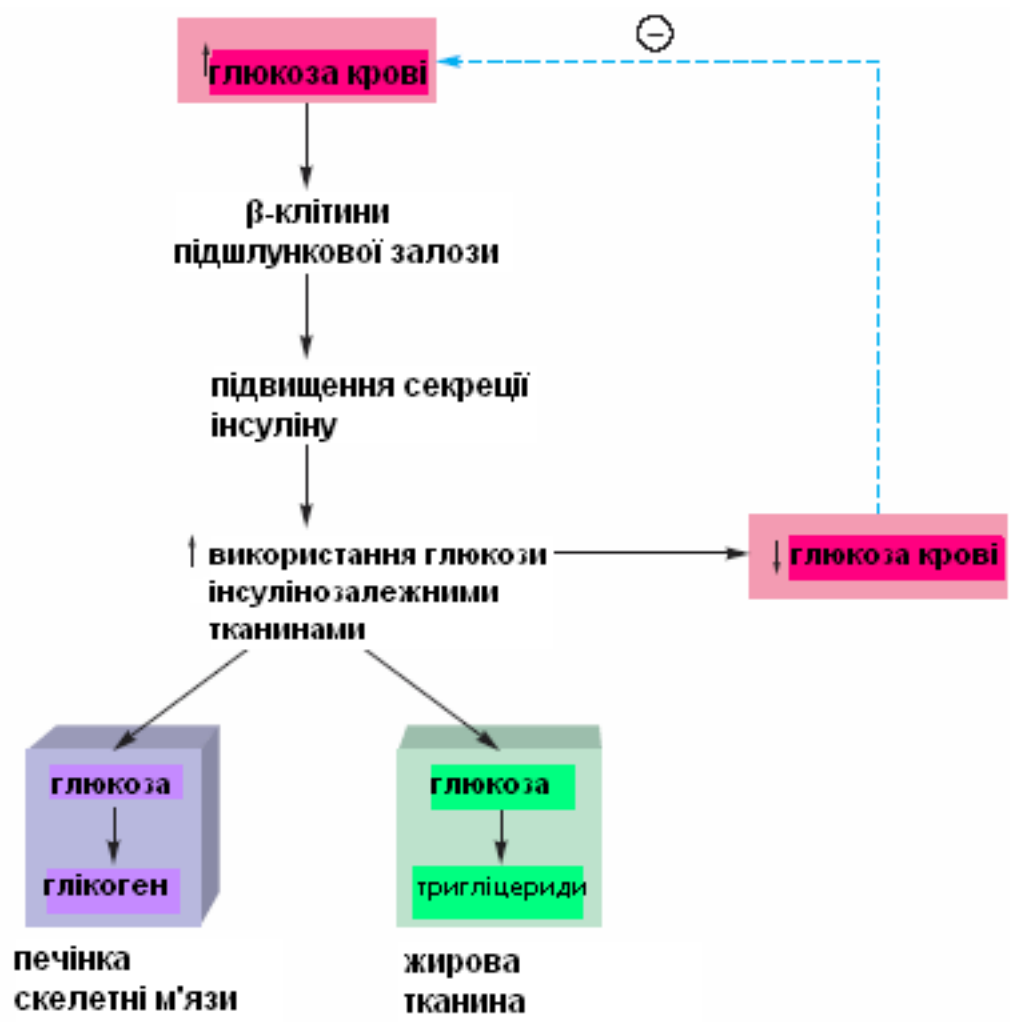 ↑глюкоза крові
β-клітини
підшлункової залози
підвищення секреції
інсуліну
↑ використання глюкози
інсулінозалежними
тканинами
↓ глюкоза крові
глюкоза
глікоген
печінка
скелетні м'язи
глюкоза
тригліцериди
жирова
тканина